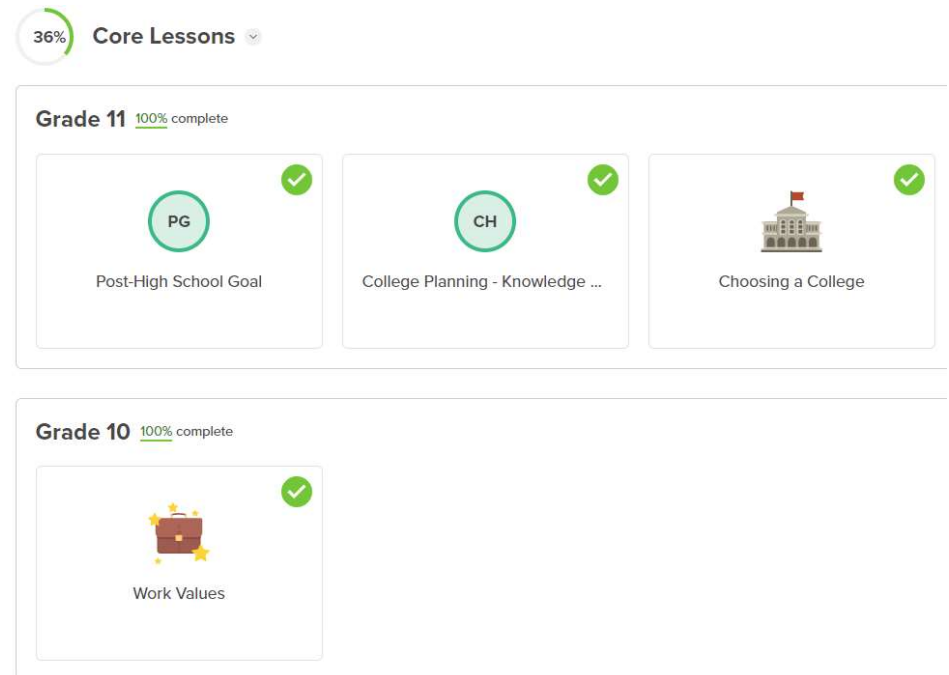 36% Core Lessons
Grade 11 100% complete
PG
CH
Post-High School Goal
College Planning - Knowledge ...
Choosing a College
Grade 10 100% complete
Work Values